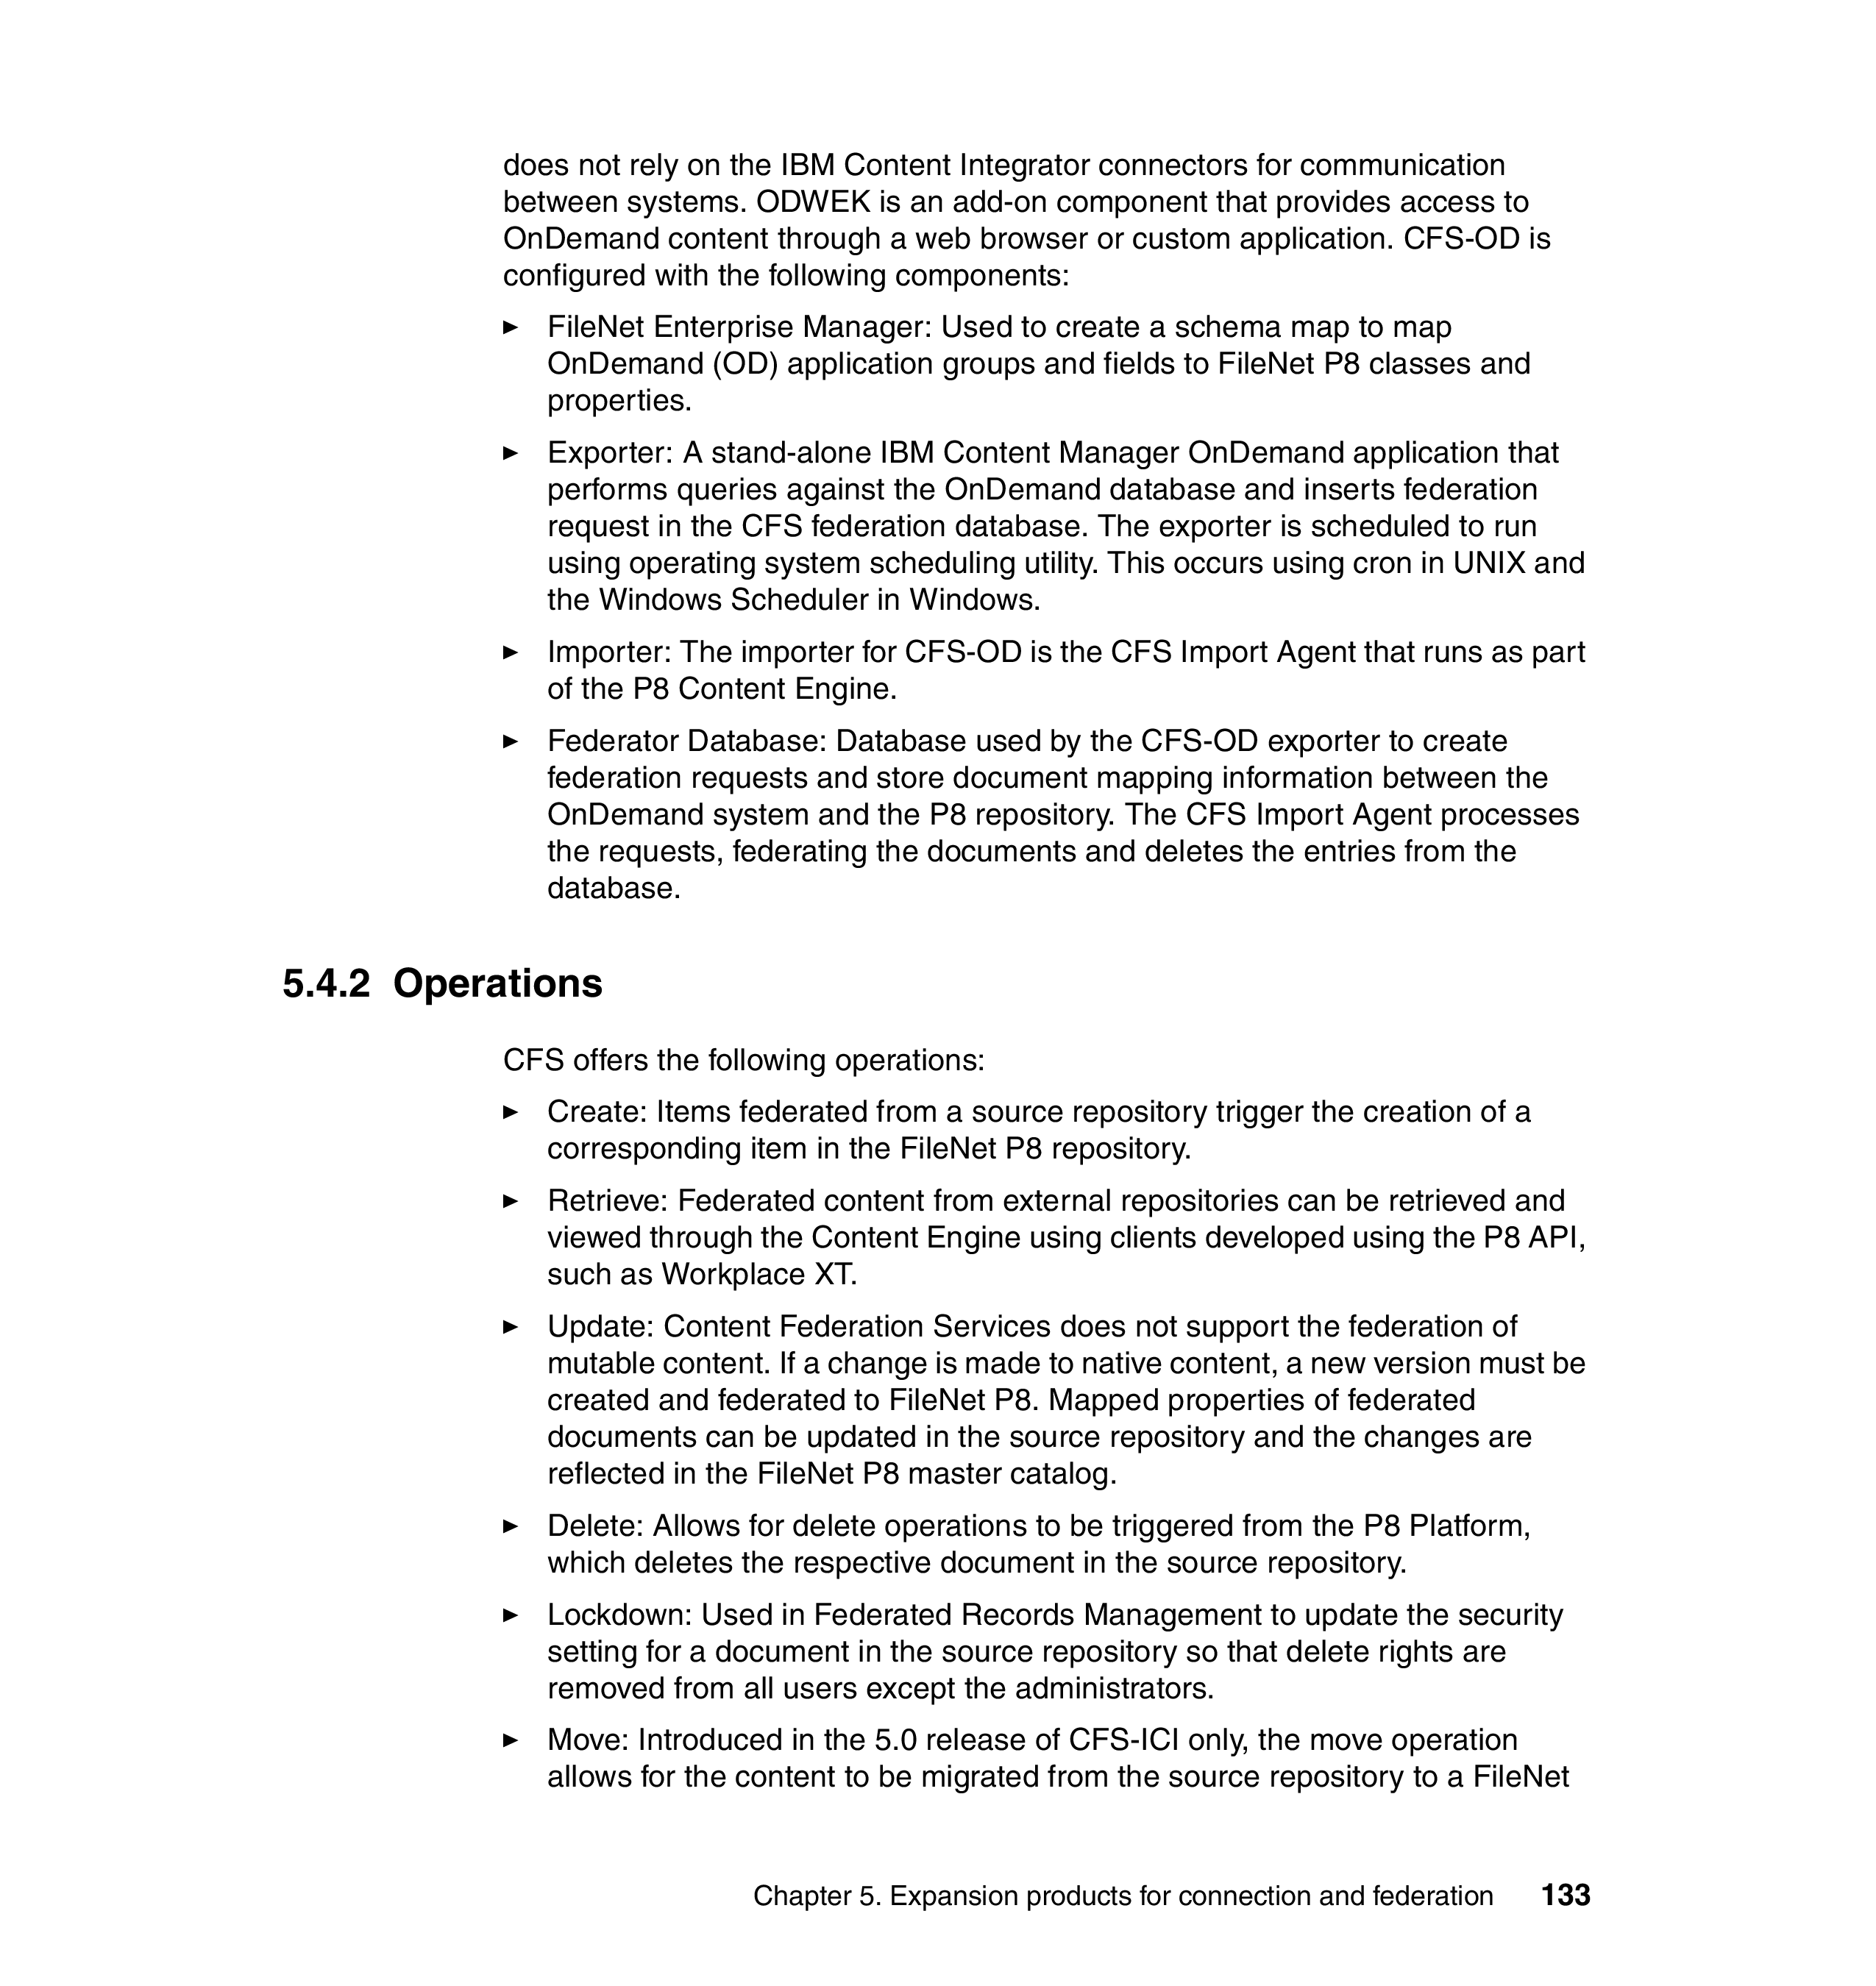 does not rely on the IBM Content Integrator connectors for communication
between systems. ODWEK is an add-on component that provides access to
OnDemand content through a web browser or custom application. CFS-OD is
configured with the following components:
► FileNet Enterprise Manager: Used to create a schema map to map
OnDemand (OD) application groups and fields to FileNet P8 classes and
properties.
► Exporter: A stand-alone IBM Content Manager OnDemand application that
performs queries against the OnDemand database and inserts federation
request in the CFS federation database. The exporter is scheduled to run
using operating system scheduling utility. This occurs using cron in UNIX and
the Windows Scheduler in Windows.
► Importer: The importer for CFS-OD is the CFS Import Agent that runs as part
of the P8 Content Engine.
► Federator Database: Database used by the CFS-OD exporter to create
federation requests and store document mapping information between the
OnDemand system and the P8 repository. The CFS Import Agent processes
the requests, federating the documents and deletes the entries from the
database.
5.4.2 Operations
CFS offers the following operations:
► Create: Items federated from a source repository trigger the creation of a
corresponding item in the FileNet P8 repository.
► Retrieve: Federated content from external repositories can be retrieved and
viewed through the Content Engine using clients developed using the P8 API,
such as Workplace XT.
► Update: Content Federation Services does not support the federation of
mutable content. If a change is made to native content, a new version must be
created and federated to FileNet P8. Mapped properties of federated
documents can be updated in the source repository and the changes are
reflected in the FileNet P8 master catalog.
► Delete: Allows for delete operations to be triggered from the P8 Platform,
which deletes the respective document in the source repository.
► Lockdown: Used in Federated Records Management to update the security
setting for a document in the source repository so that delete rights are
removed from all users except the administrators.
► Move: Introduced in the 5.0 release of CFS-ICI only, the move operation
allows for the content to be migrated from the source repository to a FileNet
Chapter 5. Expansion products for connection and federation 133